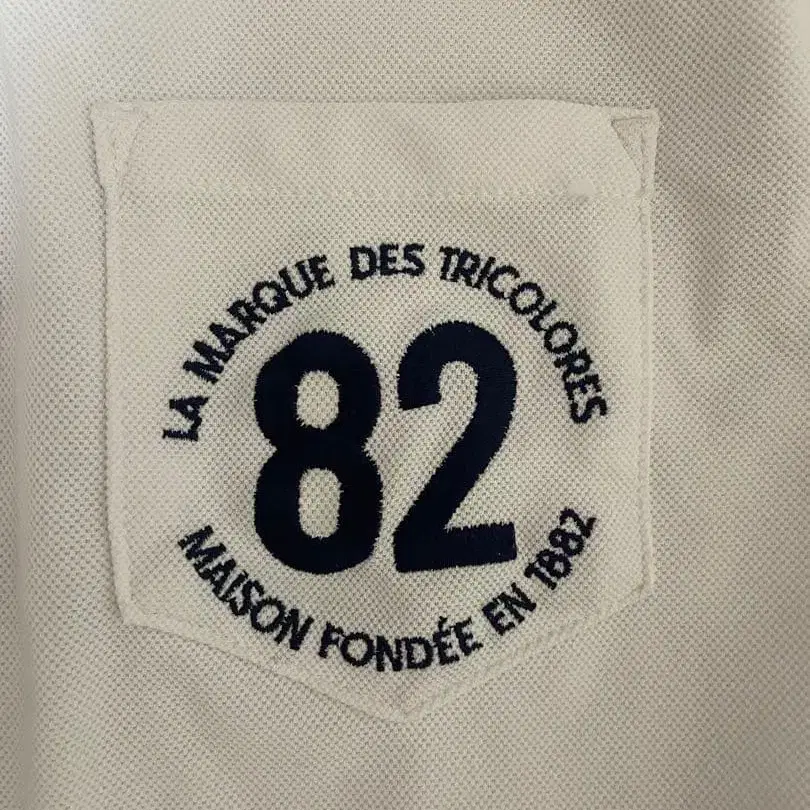 LA MARQUE DES TRICOLORES
82
MAISON FONDÉE EN 1882